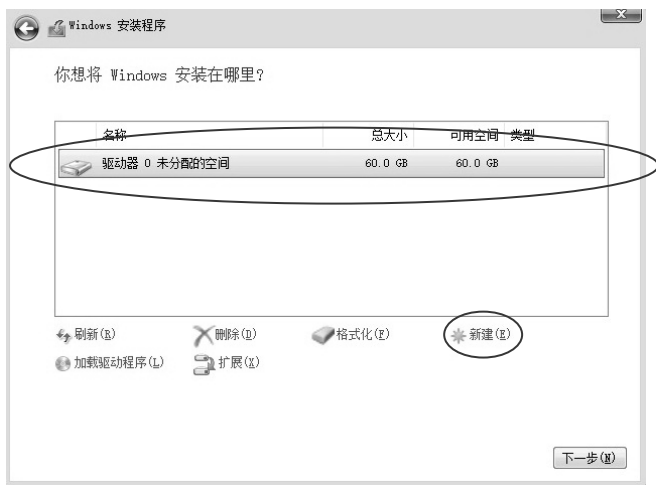 Windows 安装程序
你想将 Windows 安装在哪里?
名称 总大小 可用空间 类型
驱动器 0 未分配的空间 60.0 GB 60.0 GB
刷新(R) 删除(D) 格式化(F) 新建(E)
加载驱动程序(L) 扩展(X)
下一步(N)